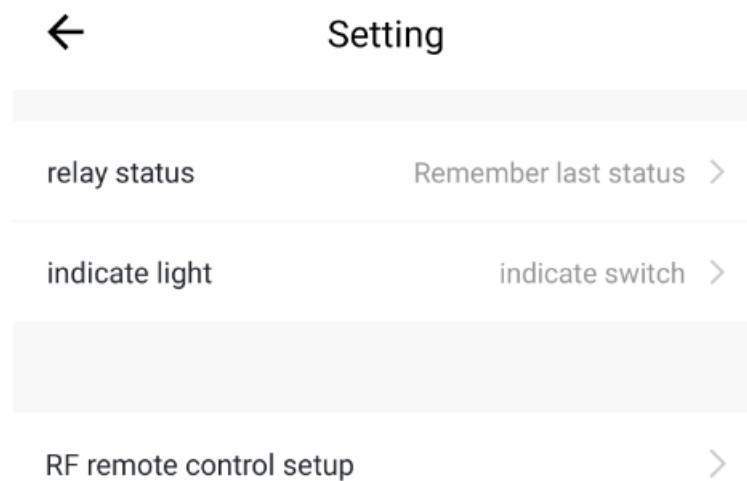 Setting
relay status Remember last status
indicate light indicate switch
RF remote control setup